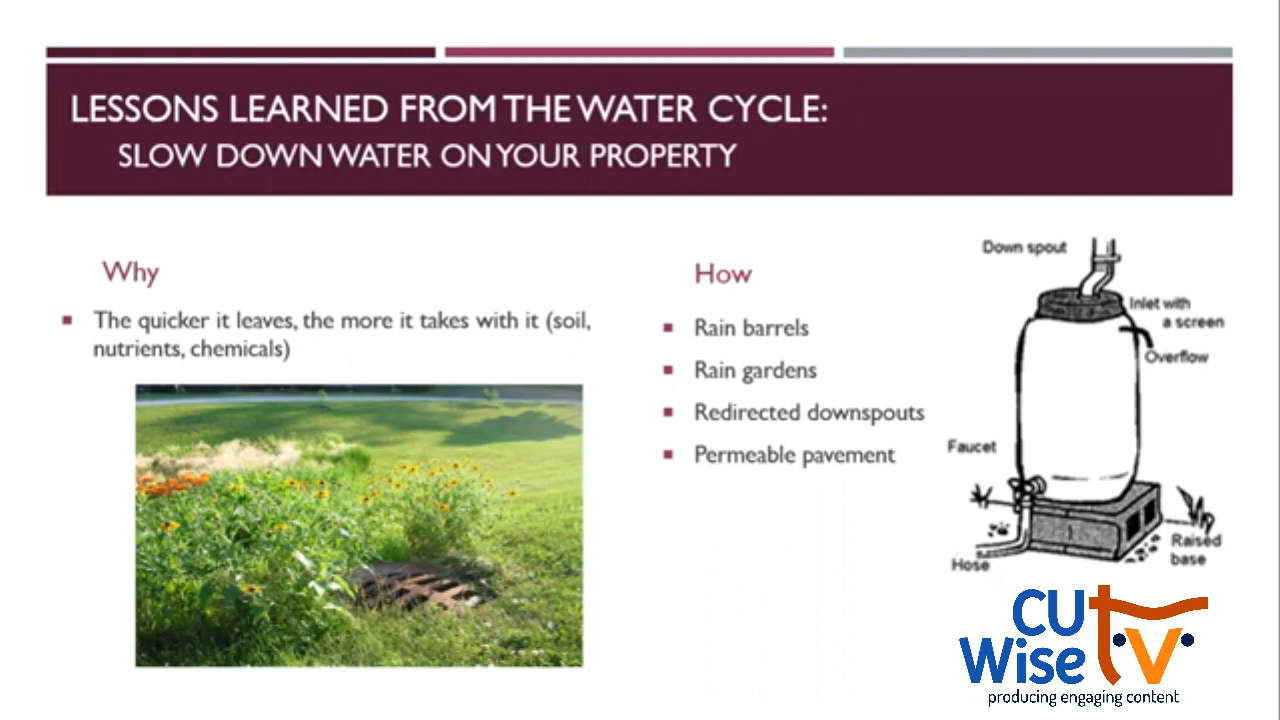 LESSONS LEARNED FROM THE WATER CYCLE:
SLOW DOWN WATER ON YOUR PROPERTY
Why
The quicker it leaves, the more it takes with it (soil,
nutrients, chemicals)
How
Rain barrels
Rain gardens
Redirected downspouts
Permeable pavement
Down spout
Inlet with
a screen
Overflow
Faucet
Raised
base
Hose
CU
Wise tv
producing engaging content